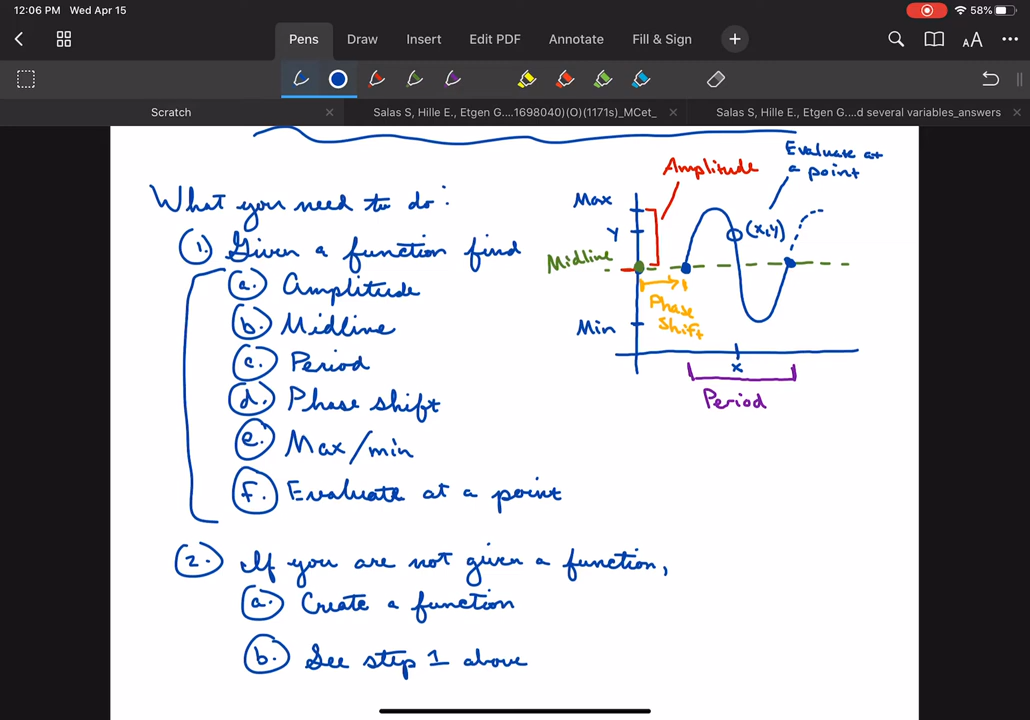 12:06 PM Wed Apr 15
58%
Pens Draw Insert Edit PDF Annotate Fill & Sign
AA
Scratch
Salas S, Hille E., Etgen G....1698040)(O)(1171s)_MCet_
Salas S, Hille E., Etgen G....d several variables_answers
What you need to do:
1. Given a function find
a. Amplitude
b. Midline
c. Period
d. Phase shift
e. Max/min
f. Evaluate at a point
2. If you are not given a function,
a. Create a function
b. See step 1 above
Amplitude
Evaluate at
a point
Max
Y
(x,y)
Midline
Phase
shift
Min
x
Period